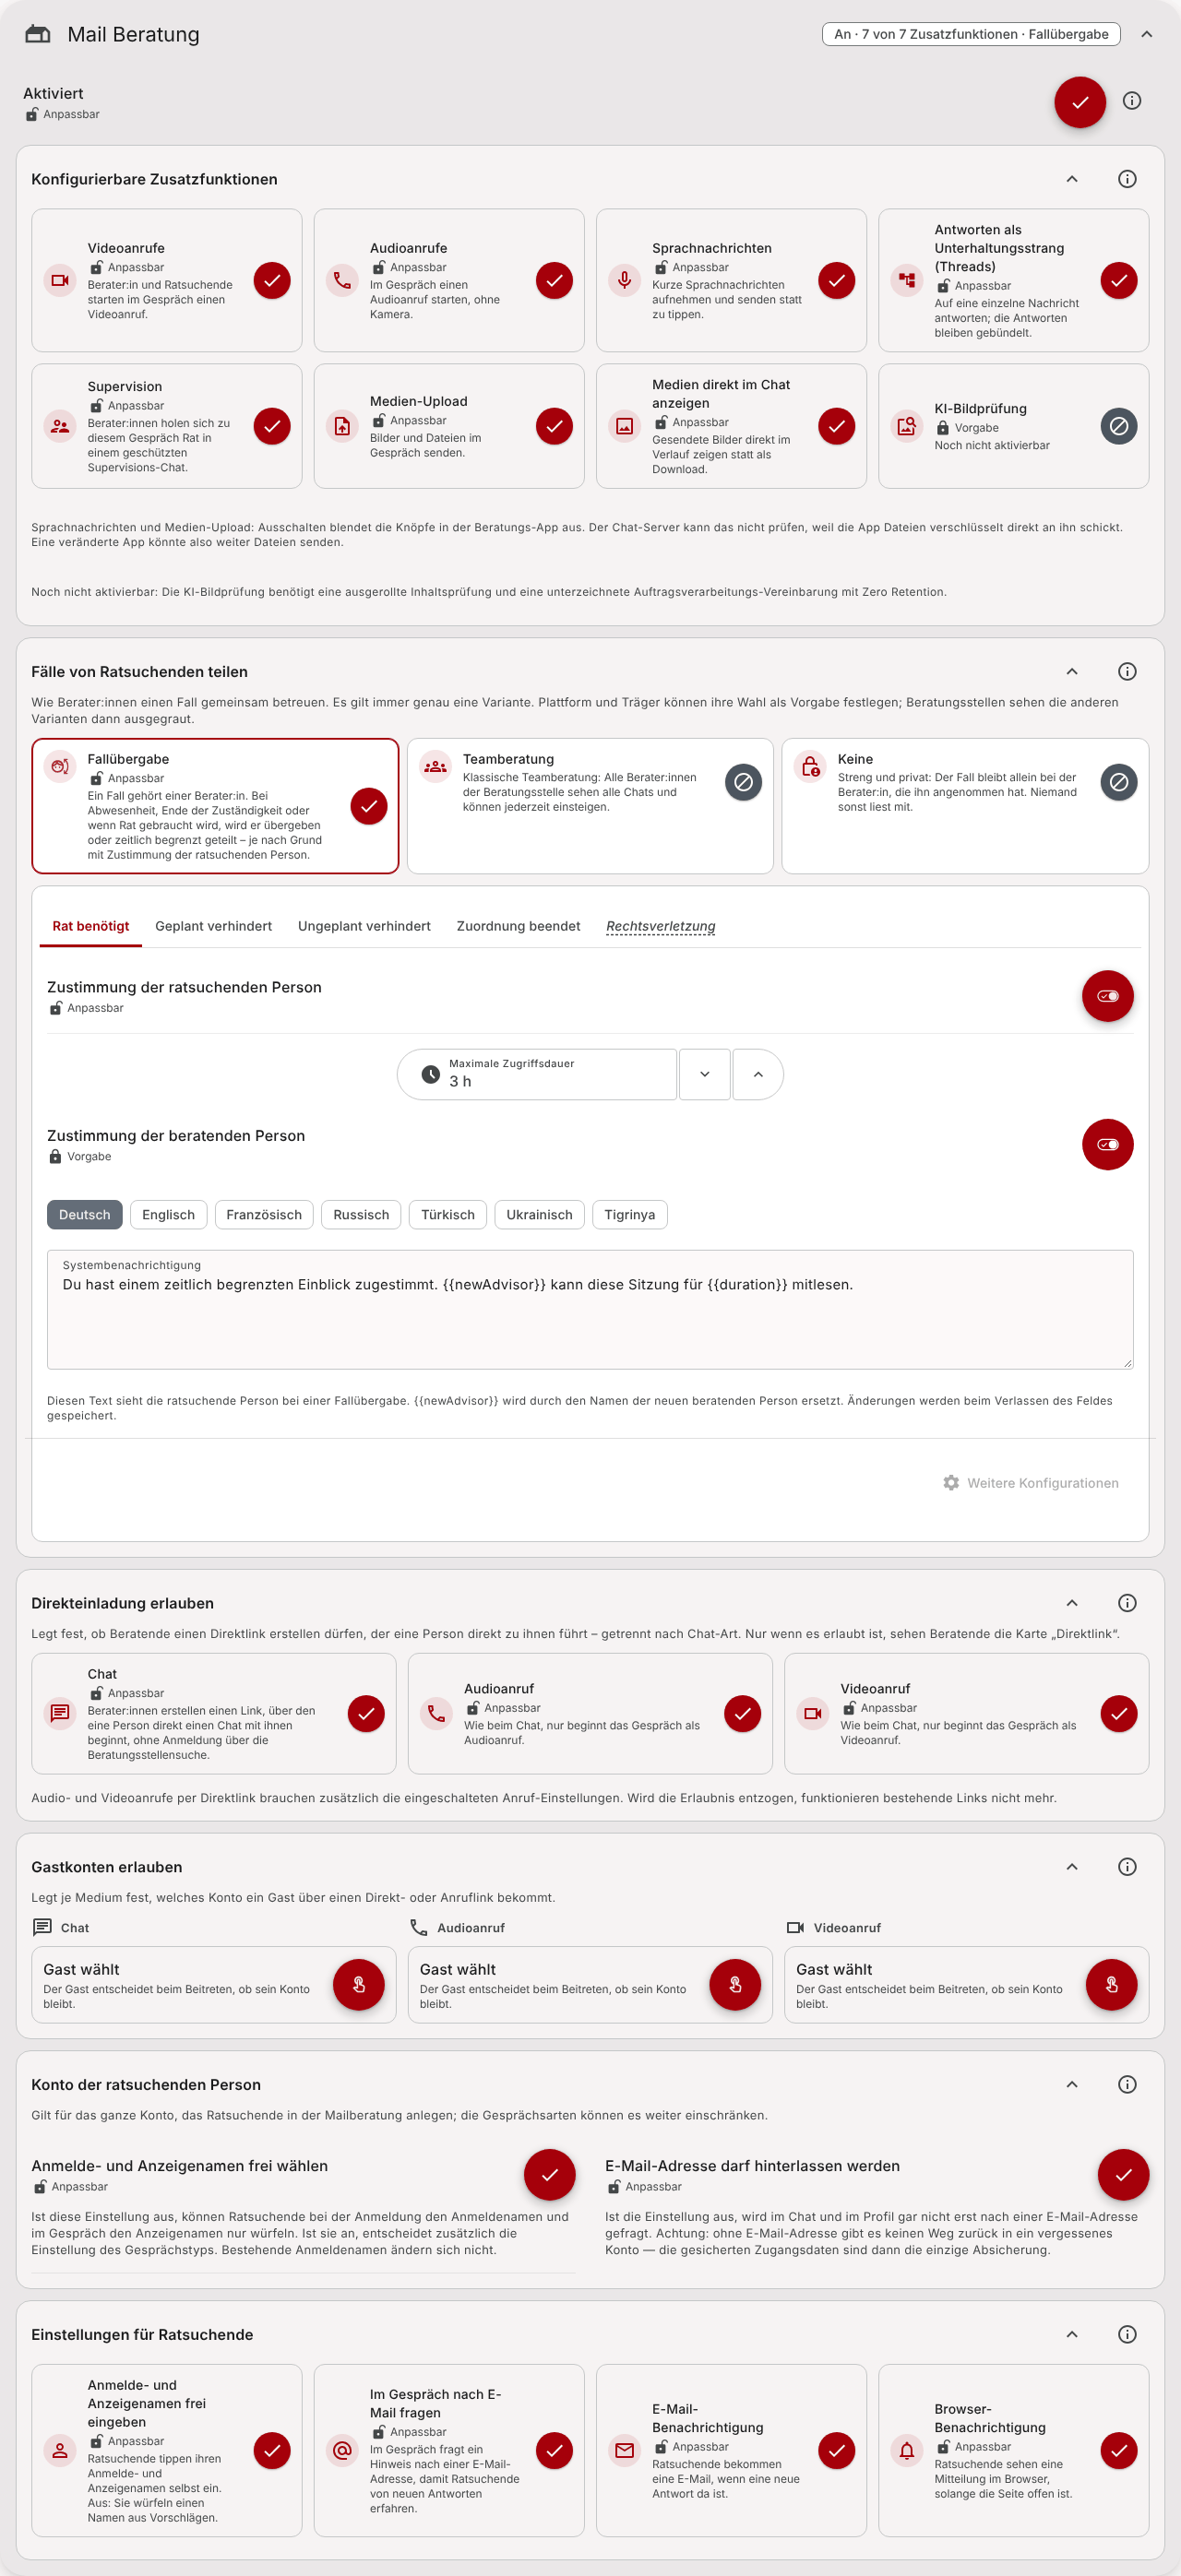 Mail Beratung
An · 7 von 7 Zusatzfunktionen · Fallübergabe
Aktiviert
Anpassbar
Konfigurierbare Zusatzfunktionen
Videoanrufe
Anpassbar
Berater:in und Ratsuchende
starten im Gespräch einen
Videoanruf.
Audioanrufe
Anpassbar
Im Gespräch einen
Audioanruf starten, ohne
Kamera.
Sprachnachrichten
Anpassbar
Kurze Sprachnachrichten
aufnehmen und senden statt
zu tippen.
Antworten als
Unterhaltungsstrang
(Threads)
Anpassbar
Auf eine einzelne Nachricht
antworten; die Antworten
bleiben gebündelt.
Supervision
Anpassbar
Berater:innen holen sich zu
diesem Gespräch Rat in
einem geschützten
Supervisions-Chat.
Medien-Upload
Anpassbar
Bilder und Dateien im
Gespräch senden.
Medien direkt im Chat
anzeigen
Anpassbar
Gesendete Bilder direkt im
Verlauf zeigen statt als
Download.
KI-Bildprüfung
Vorgabe
Noch nicht aktivierbar
Sprachnachrichten und Medien-Upload: Ausschalten blendet die Knöpfe in der Beratungs-App aus. Der Chat-Server kann das nicht prüfen, weil die App Dateien verschlüsselt direkt an ihn schickt.
Eine veränderte App könnte also weiter Dateien senden.
Noch nicht aktivierbar: Die KI-Bildprüfung benötigt eine ausgerollte Inhaltsprüfung und eine unterzeichnete Auftragsverarbeitungs-Vereinbarung mit Zero Retention.
Fälle von Ratsuchenden teilen
Wie Berater:innen einen Fall gemeinsam betreuen. Es gilt immer genau eine Variante. Plattform und Träger können ihre Wahl als Vorgabe festlegen; Beratungsstellen sehen die anderen
Varianten dann ausgegraut.
Fallübergabe
Anpassbar
Ein Fall gehört einer Berater:in. Bei
Abwesenheit, Ende der Zuständigkeit oder
wenn Rat gebraucht wird, wird er übergeben
oder zeitlich begrenzt geteilt – je nach Grund
mit Zustimmung der ratsuchenden Person.
Teamberatung
Klassische Teamberatung: Alle Berater:innen
der Beratungsstelle sehen alle Chats und
können jederzeit einsteigen.
Keine
Streng und privat: Der Fall bleibt allein bei der
Berater:in, die ihn angenommen hat. Niemand
sonst liest mit.
Rat benötigt
Geplant verhindert
Ungeplant verhindert
Zuordnung beendet
Rechtsverletzung
Zustimmung der ratsuchenden Person
Anpassbar
Maximale Zugriffsdauer
3 h
Zustimmung der beratenden Person
Vorgabe
Deutsch
Englisch
Französisch
Russisch
Türkisch
Ukrainisch
Tigrinya
Systembenachrichtigung
Du hast einem zeitlich begrenzten Einblick zugestimmt. {{newAdvisor}} kann diese Sitzung für {{duration}} mitlesen.
Diesen Text sieht die ratsuchende Person bei einer Fallübergabe. {{newAdvisor}} wird durch den Namen der neuen beratenden Person ersetzt. Änderungen werden beim Verlassen des Feldes
gespeichert.
Weitere Konfigurationen
Direkteinladung erlauben
Legt fest, ob Beratende einen Direktlink erstellen dürfen, der eine Person direkt zu ihnen führt – getrennt nach Chat-Art. Nur wenn es erlaubt ist, sehen Beratende die Karte „Direktlink“.
Chat
Anpassbar
Berater:innen erstellen einen Link, über den
eine Person direkt einen Chat mit ihnen
beginnt, ohne Anmeldung über die
Beratungsstellensuche.
Audioanruf
Anpassbar
Wie beim Chat, nur beginnt das Gespräch als
Audioanruf.
Videoanruf
Anpassbar
Wie beim Chat, nur beginnt das Gespräch als
Videoanruf.
Audio- und Videoanrufe per Direktlink brauchen zusätzlich die eingeschalteten Anruf-Einstellungen. Wird die Erlaubnis entzogen, funktionieren bestehende Links nicht mehr.
Gastkonten erlauben
Legt je Medium fest, welches Konto ein Gast über einen Direkt- oder Anruflink bekommt.
Chat
Audioanruf
Videoanruf
Gast wählt
Der Gast entscheidet beim Beitreten, ob sein Konto
bleibt.
Gast wählt
Der Gast entscheidet beim Beitreten, ob sein Konto
bleibt.
Gast wählt
Der Gast entscheidet beim Beitreten, ob sein Konto
bleibt.
Konto der ratsuchenden Person
Gilt für das ganze Konto, das Ratsuchende in der Mailberatung anlegen; die Gesprächsarten können es weiter einschränken.
Anmelde- und Anzeigenamen frei wählen
Anpassbar
Ist diese Einstellung aus, können Ratsuchende bei der Anmeldung den Anmeldenamen und
im Gespräch den Anzeigenamen nur würfeln. Ist sie an, entscheidet zusätzlich die
Einstellung des Gesprächstyps. Bestehende Anmeldenamen ändern sich nicht.
E-Mail-Adresse darf hinterlassen werden
Anpassbar
Ist die Einstellung aus, wird im Chat und im Profil gar nicht erst nach einer E-Mail-Adresse
gefragt. Achtung: ohne E-Mail-Adresse gibt es keinen Weg zurück in ein vergessenes
Konto — die gesicherten Zugangsdaten sind dann die einzige Absicherung.
Einstellungen für Ratsuchende
Anmelde- und
Anzeigenamen frei
eingeben
Anpassbar
Ratsuchende tippen ihren
Anmelde- und
Anzeigenamen selbst ein.
Aus: Sie würfeln einen
Namen aus Vorschlägen.
Im Gespräch nach E-
Mail fragen
Anpassbar
Im Gespräch fragt ein
Hinweis nach einer E-Mail-
Adresse, damit Ratsuchende
von neuen Antworten
erfahren.
E-Mail-
Benachrichtigung
Anpassbar
Ratsuchende bekommen
eine E-Mail, wenn eine neue
Antwort da ist.
Browser-
Benachrichtigung
Anpassbar
Ratsuchende sehen eine
Mitteilung im Browser,
solange die Seite offen ist.